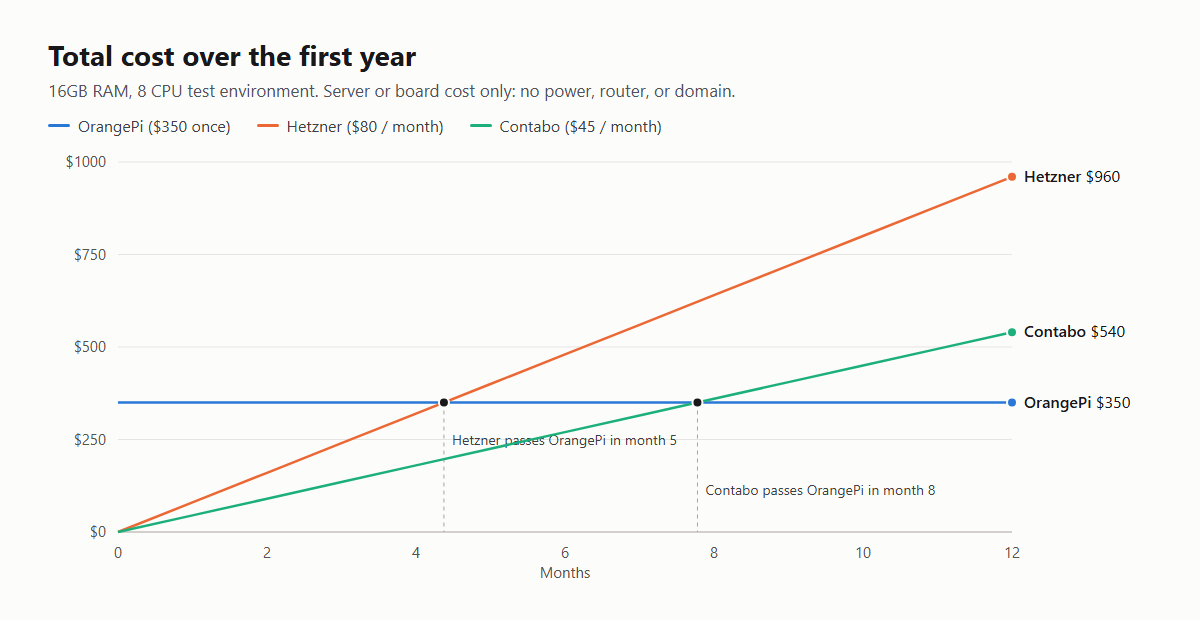 Total cost over the first year
16GB RAM, 8 CPU test environment. Server or board cost only: no power, router, or domain.
OrangePi ($350 once) Hetzner ($80 / month) Contabo ($45 / month)
$1000
Hetzner $960
$750
$500
Contabo $540
OrangePi $350
$250
Hetzner passes OrangePi in month 5
Contabo passes OrangePi in month 8
$0
0 2 4 6 8 10 12
Months